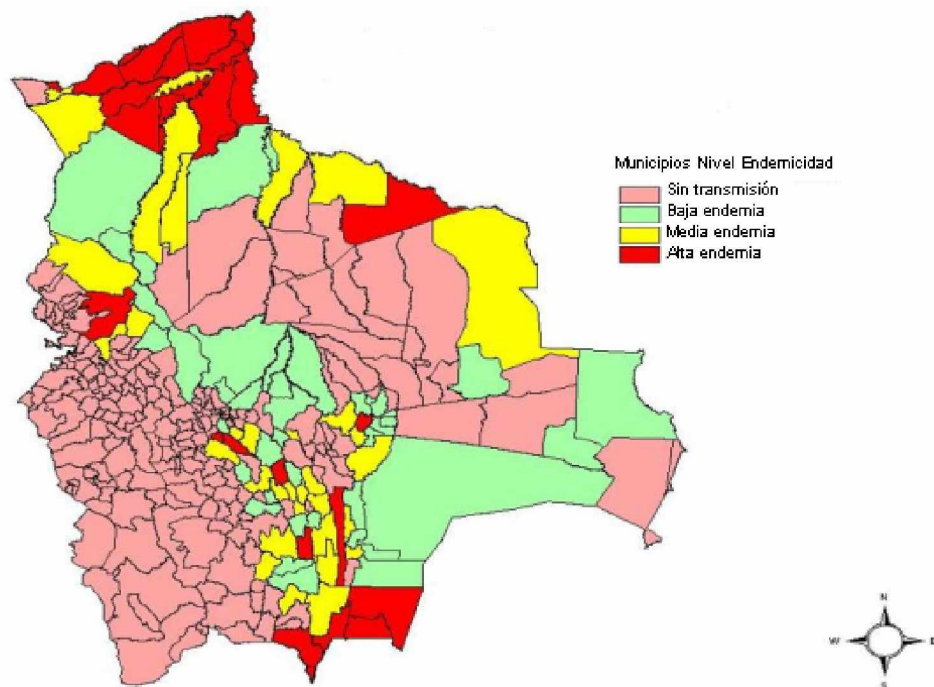 Municipios Nivel Endemicidad
Sin transmisión
Baja endemia
Media endemia
Alta endemia
N
W
S